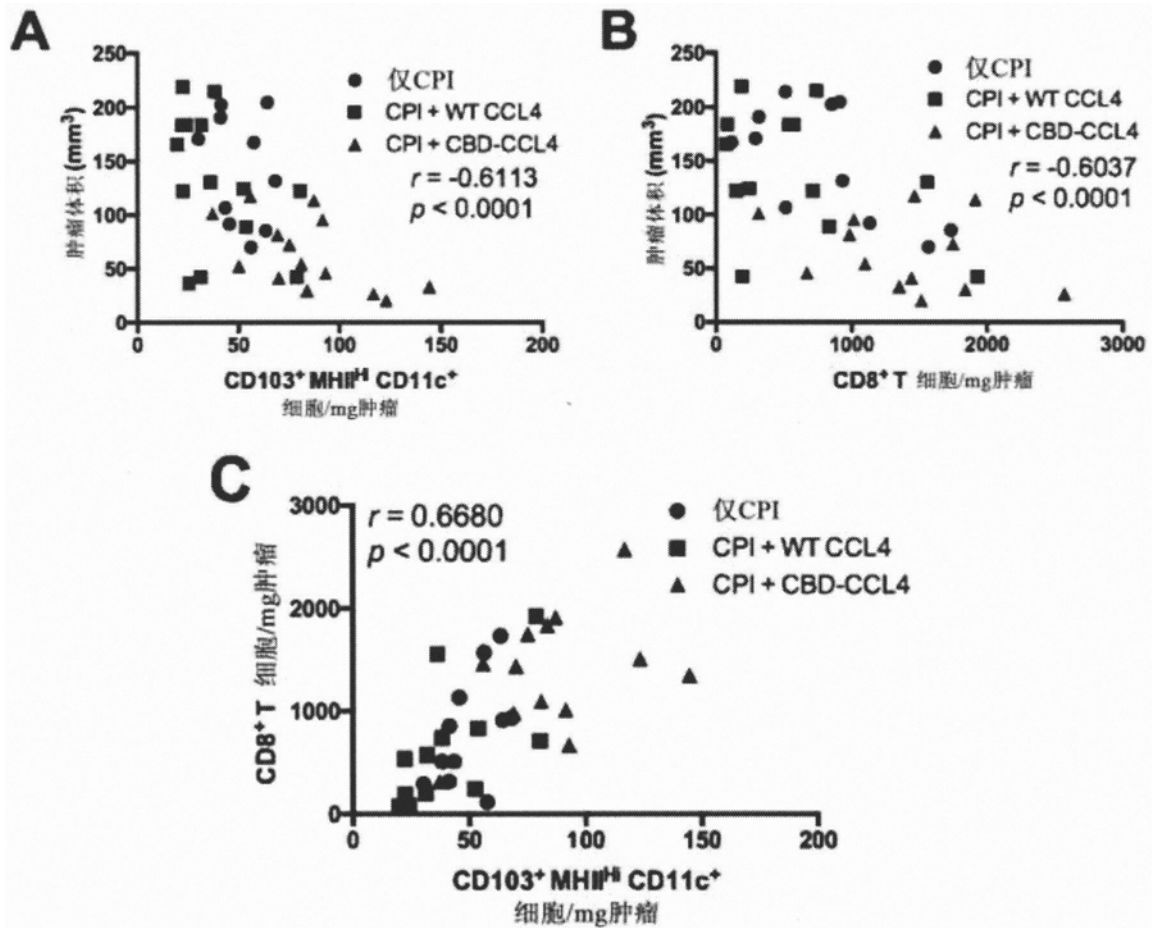 A
250
200
150
100
50
0
肿瘤体积 (mm³)
仅CPI
CPI + WT CCL4
CPI + CBD-CCL4
r = -0.6113
p < 0.0001
0 50 100 150 200
CD103⁺ MHIIᴴᴵ CD11c⁺
细胞/mg肿瘤
B
250
200
150
100
50
0
肿瘤体积 (mm³)
仅CPI
CPI + WT CCL4
CPI + CBD-CCL4
r = -0.6037
p < 0.0001
0 1000 2000 3000
CD8⁺ T 细胞/mg肿瘤
C
3000
2000
1000
0
CD8⁺ T 细胞/mg肿瘤
r = 0.6680
p < 0.0001
仅CPI
CPI + WT CCL4
CPI + CBD-CCL4
0 50 100 150 200
CD103⁺ MHIIᴴⁱ CD11c⁺
细胞/mg肿瘤